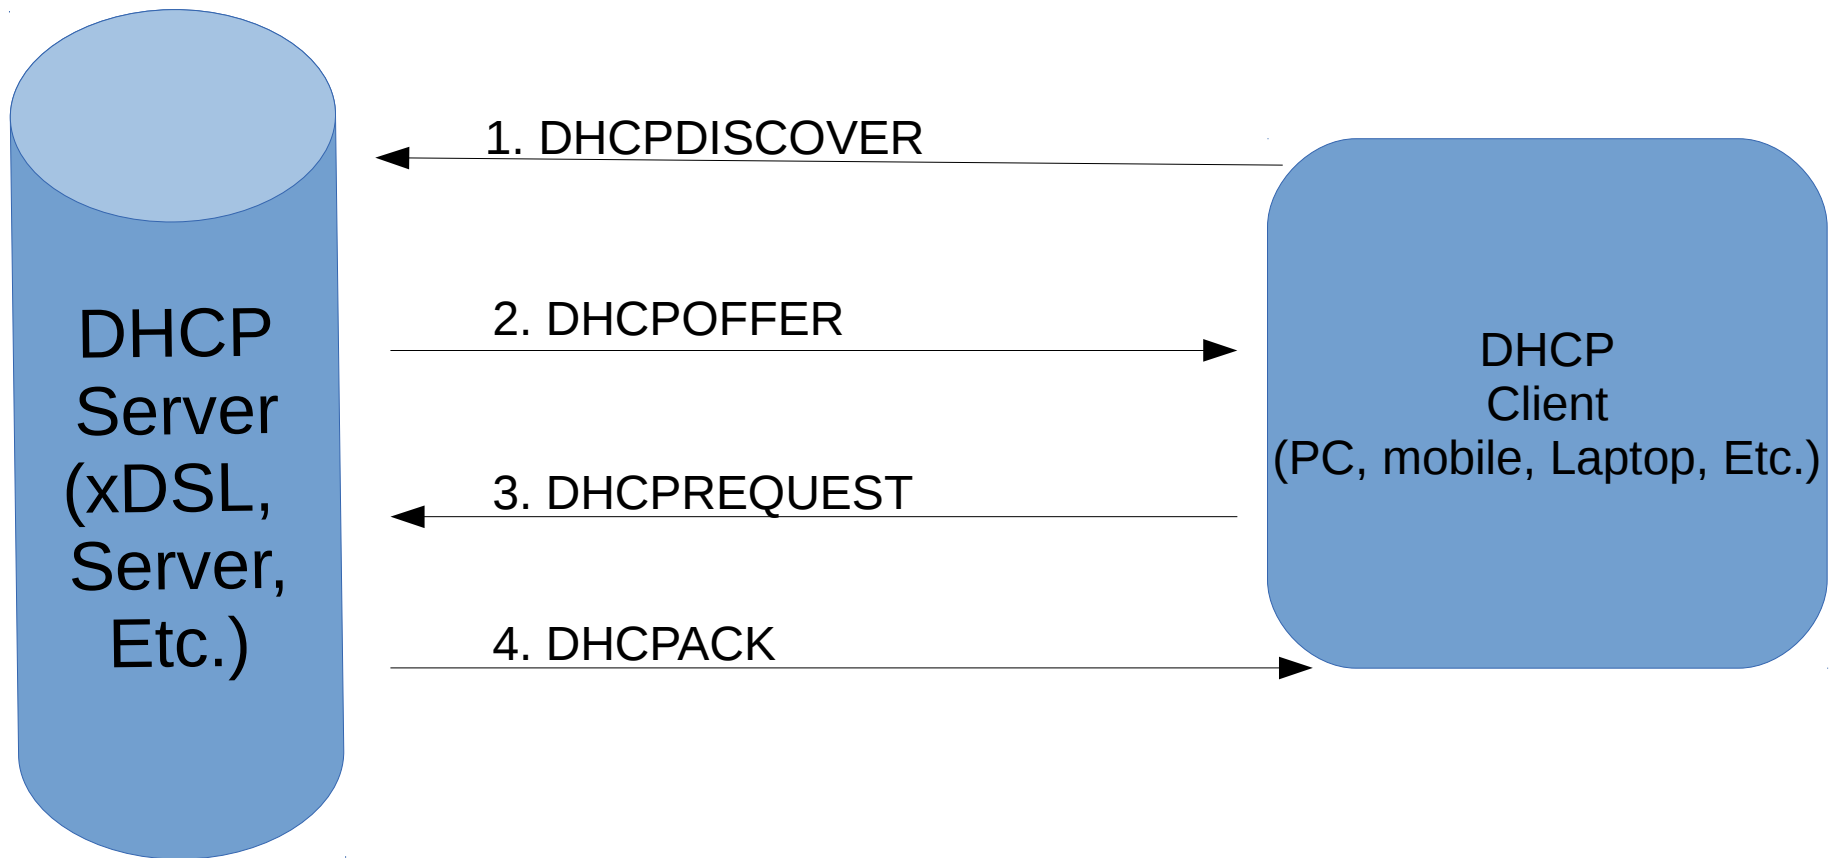 DHCP
Server
(xDSL,
Server,
Etc.)
1. DHCPDISCOVER
2. DHCPOFFER
3. DHCPREQUEST
4. DHCPACK
DHCP
Client
(PC, mobile, Laptop, Etc.)